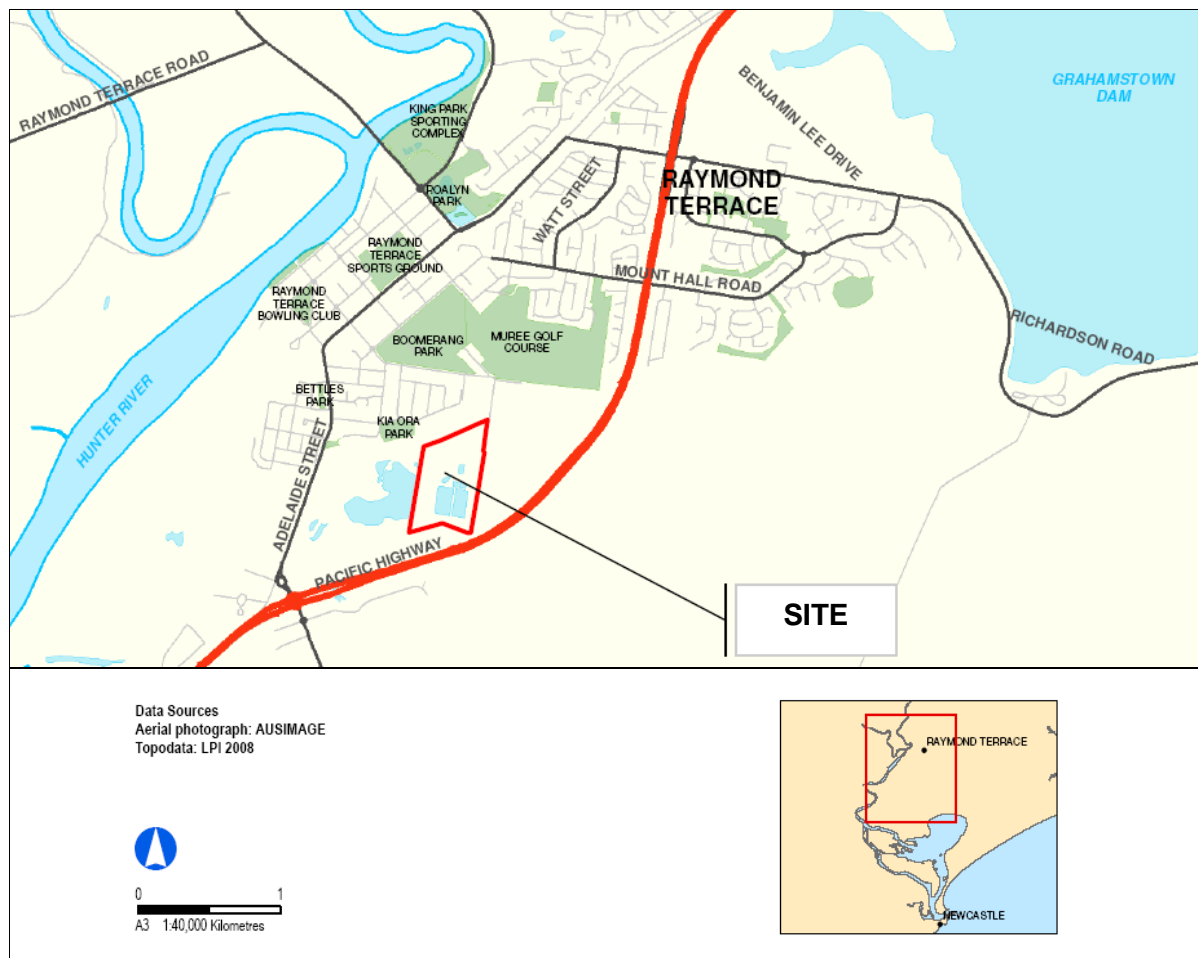 RAYMOND TERRACE ROAD
KING PARK
SPORTING
COMPLEX
BENJAMIN LEE DRIVE
GRAHAMSTOWN
DAM
ROALYN
PARK
WATT STREET
RAYMOND
TERRACE
RAYMOND
TERRACE
SPORTS GROUND
MOUNT HALL ROAD
RAYMOND
TERRACE
BOWLING CLUB
BOOMERANG
PARK
MUREE GOLF
COURSE
RICHARDSON ROAD
HUNTER RIVER
BETTLES
PARK
KIA ORA
PARK
ADELAIDE STREET
PACIFIC HIGHWAY
SITE
Data Sources
Aerial photograph: AUSIMAGE
Topodata: LPI 2008
0 1
A3 1:40,000 Kilometres
RAYMOND TERRACE
NEWCASTLE